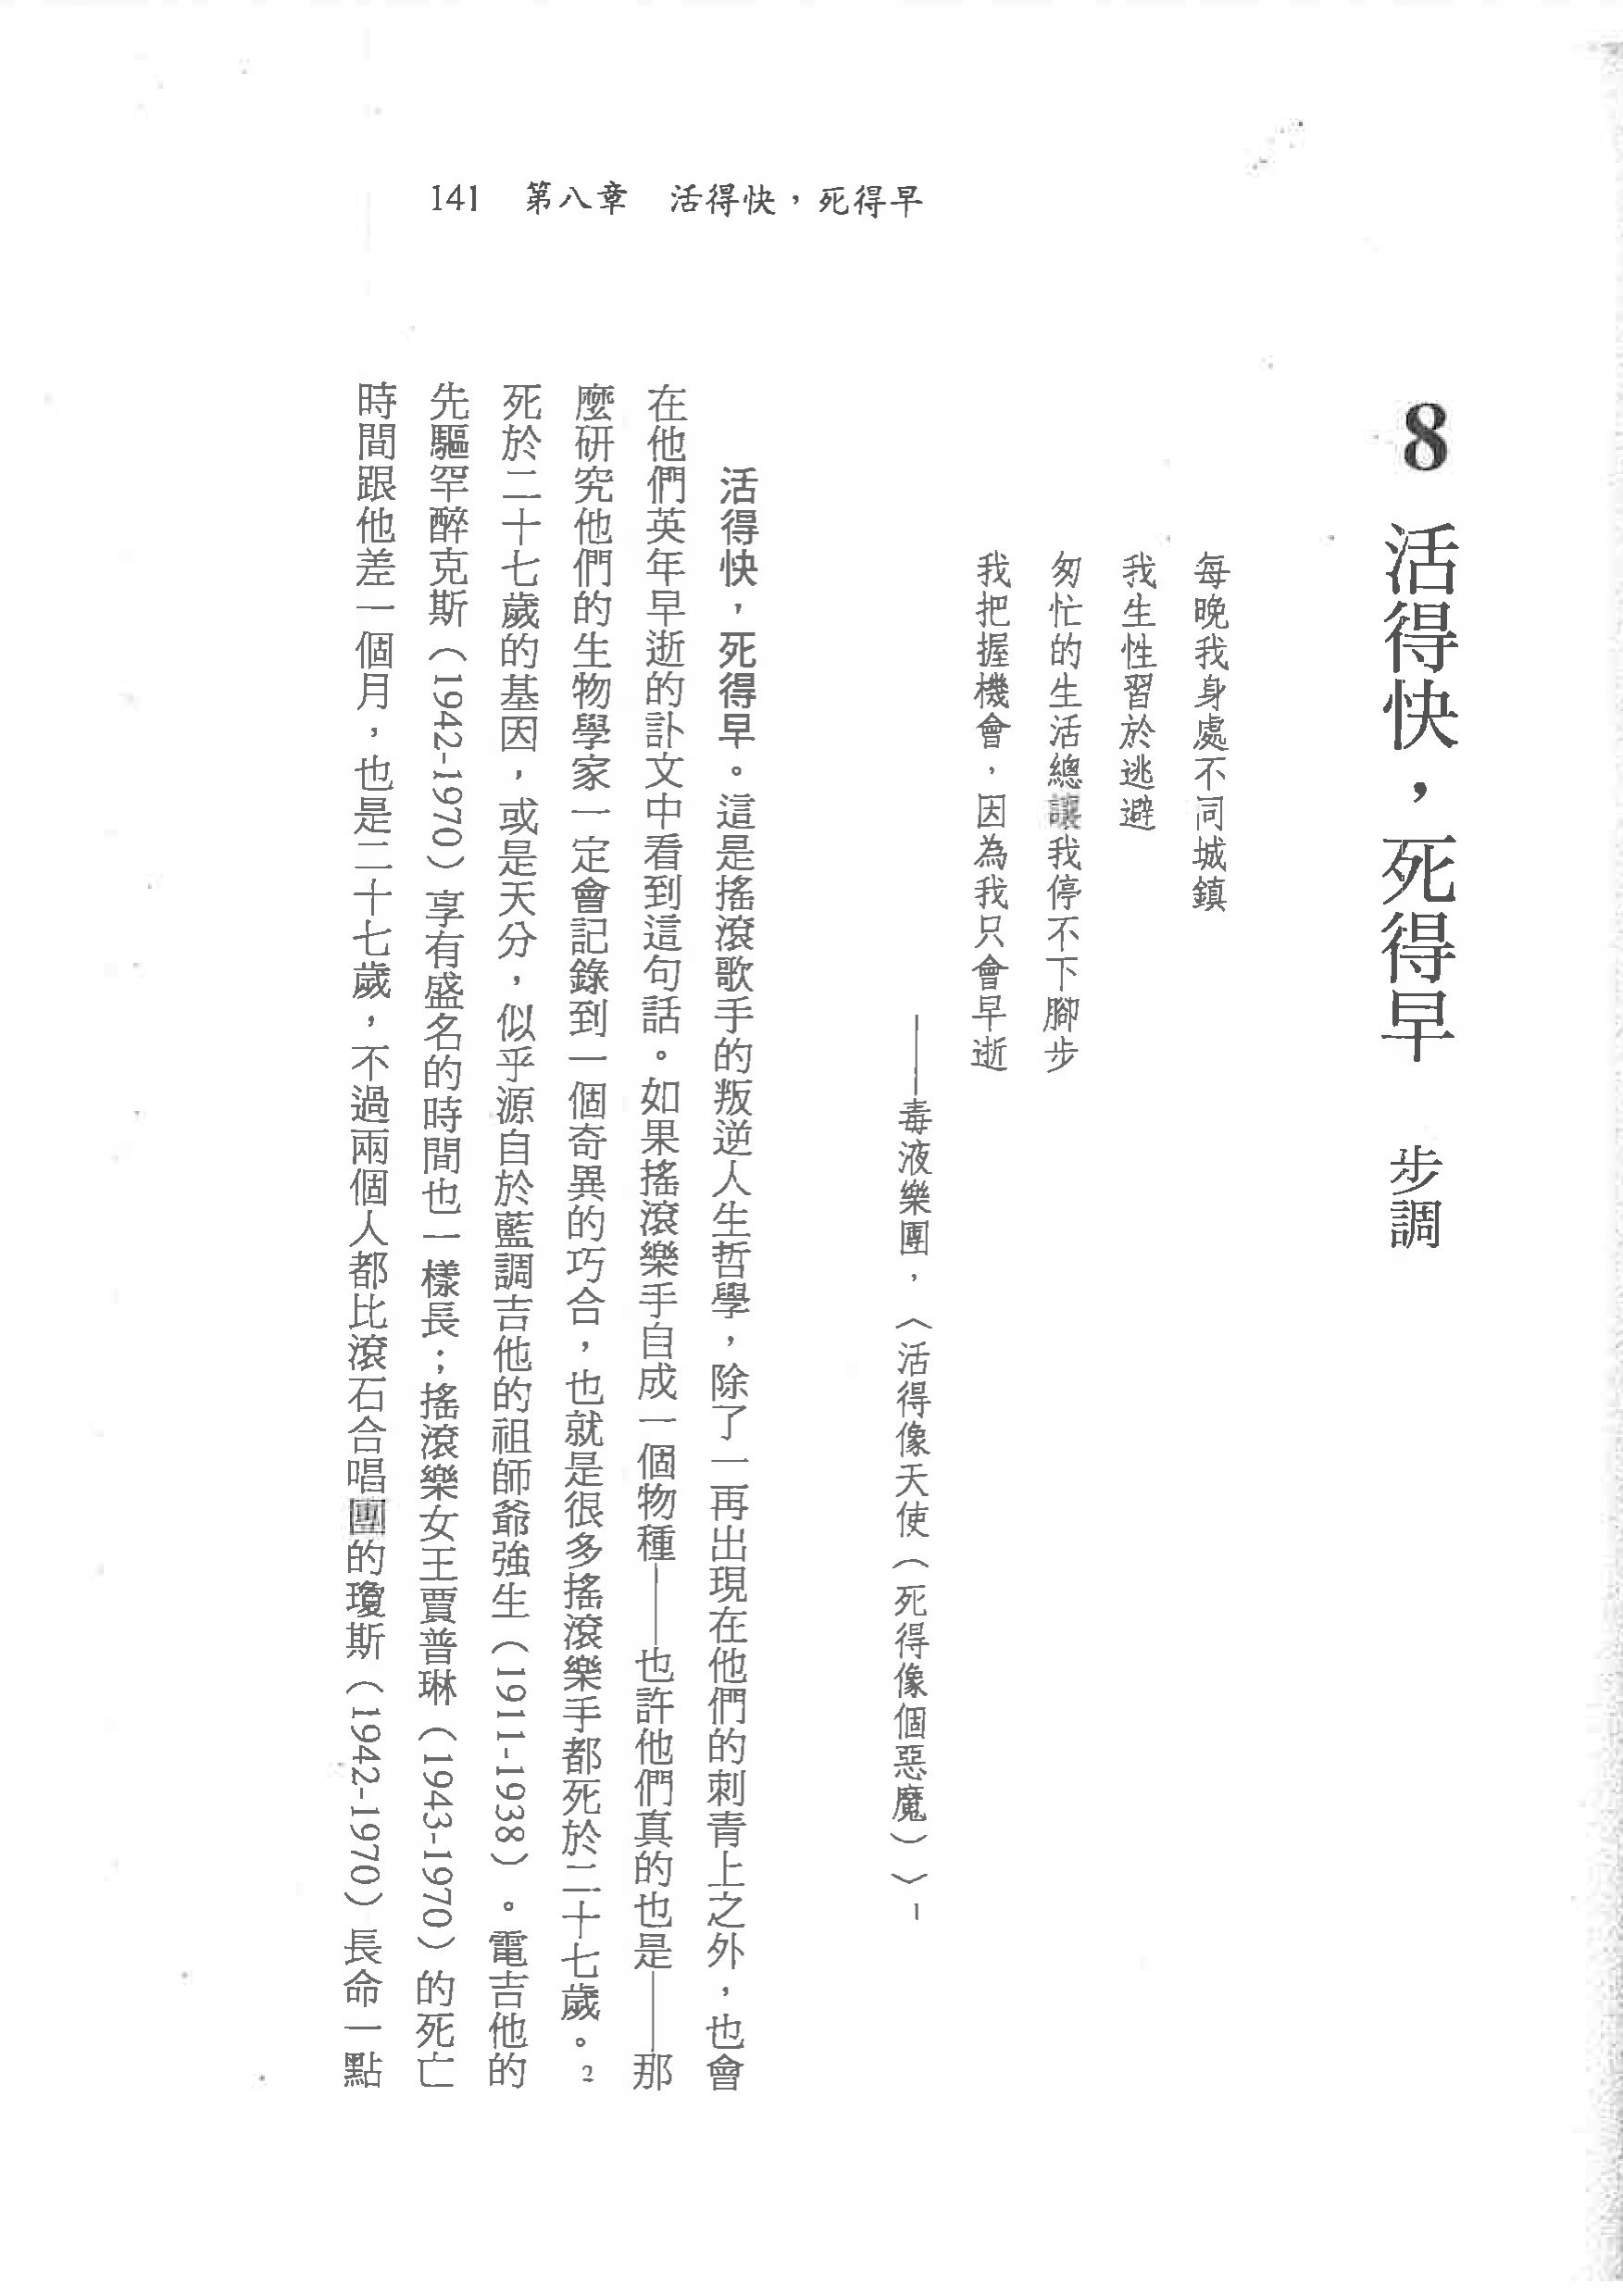 141　第八章　活得快，死得早
8　活得快，死得早　步調
每晚我身處不同城鎮
我生性習於逃避
匆忙的生活總讓我停不下腳步
我把握機會，因為我只會早逝
——毒液樂團，〈活得像天使（死得像個惡魔）〉1
活得快，死得早。這是搖滾歌手的叛逆人生哲學，除了一再出現在他們的刺青上之外，也會
在他們英年早逝的訃文中看到這句話。如果搖滾樂手自成一個物種——也許他們真的也是——那
麼研究他們的生物學家一定會記錄到一個奇異的巧合，也就是很多搖滾樂手都死於二十七歲。2
死於二十七歲的基因，或是天分，似乎源自於藍調吉他的祖師爺強生（1911-1938）。電吉他的
先驅罕醉克斯（1942-1970）享有盛名的時間也一樣長；搖滾樂女王賈普琳（1943-1970）的死亡
時間跟他差一個月，也是二十七歲，不過兩個人都比滾石合唱團的瓊斯（1942-1970）長命一點